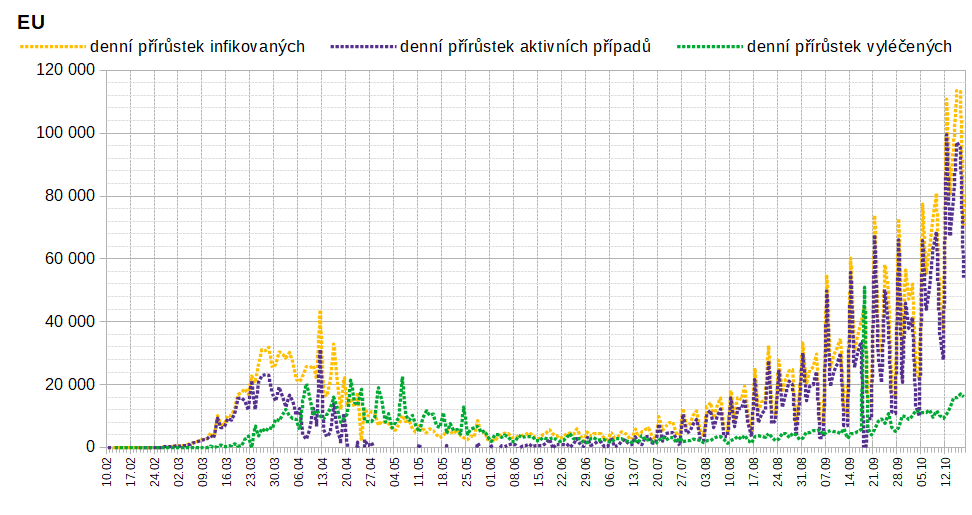 EU
denní přírůstek infikovaných denní přírůstek aktivních případů denní přírůstek vyléčených
120 000
100 000
80 000
60 000
40 000
20 000
0
10.02 17.02 24.02 02.03 09.03 16.03 23.03 30.03 06.04 13.04 20.04 27.04 04.05 11.05 18.05 25.05 01.06 08.06 15.06 22.06 29.06 06.07 13.07 20.07 27.07 03.08 10.08 17.08 24.08 31.08 07.09 14.09 21.09 28.09 05.10 12.10